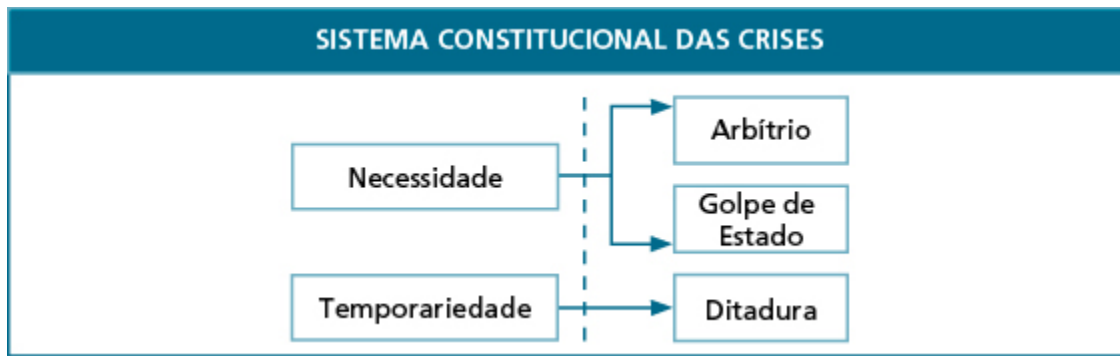 SISTEMA CONSTITUCIONAL DAS CRISES
Necessidade
Arbítrio
Golpe de
Estado
Temporariedade
Ditadura